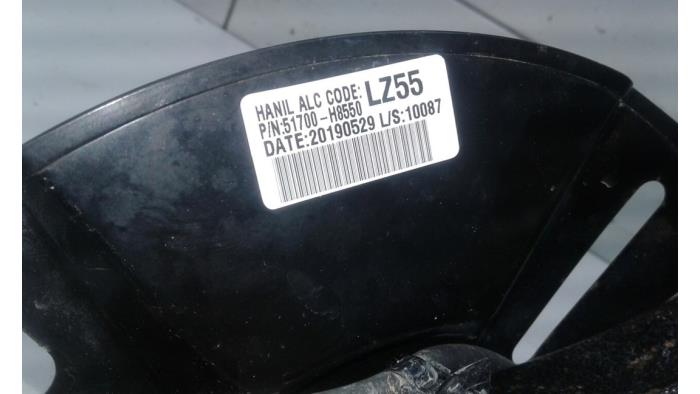 HANIL ALC CODE: LZ55
P/N:51700-H8550
DATE:20190529 L/S:10087